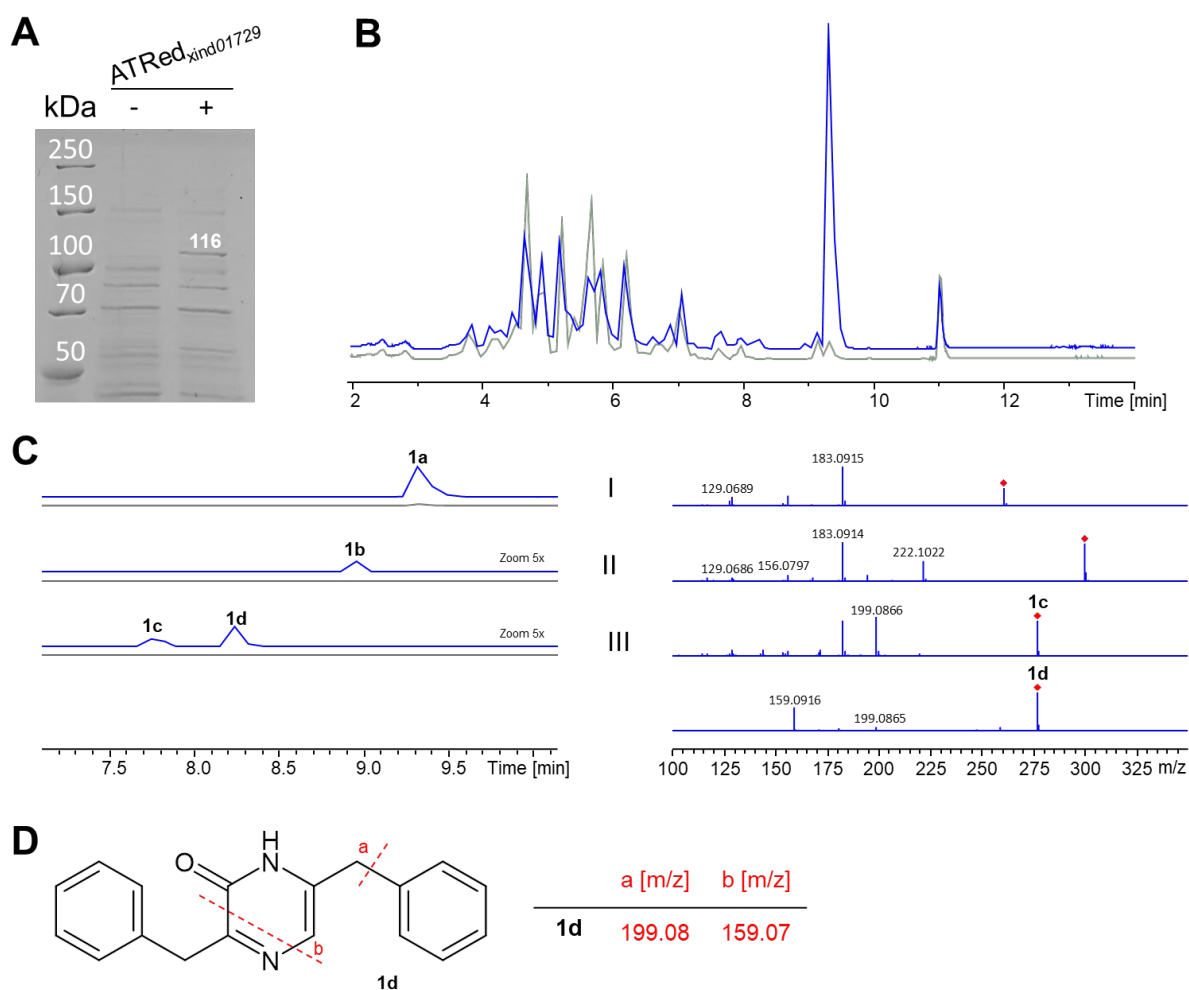 A
ATRed xind01729
kDa
- +
250
150
116
100
70
50
B
2 4 6 8 10 12 Time [min]
C
1a
1b
Zoom 5x
1c 1d
Zoom 5x
7.5 8.0 8.5 9.0 9.5 Time [min]
I
129.0689 183.0915
II
129.0686 156.0797 183.0914 222.1022
III
199.0866 1c
1d
159.0916 199.0865
100 125 150 175 200 225 250 275 300 325 m/z
D
H
O N
a
b
N
1d
a [m/z] b [m/z]
1d 199.08 159.07